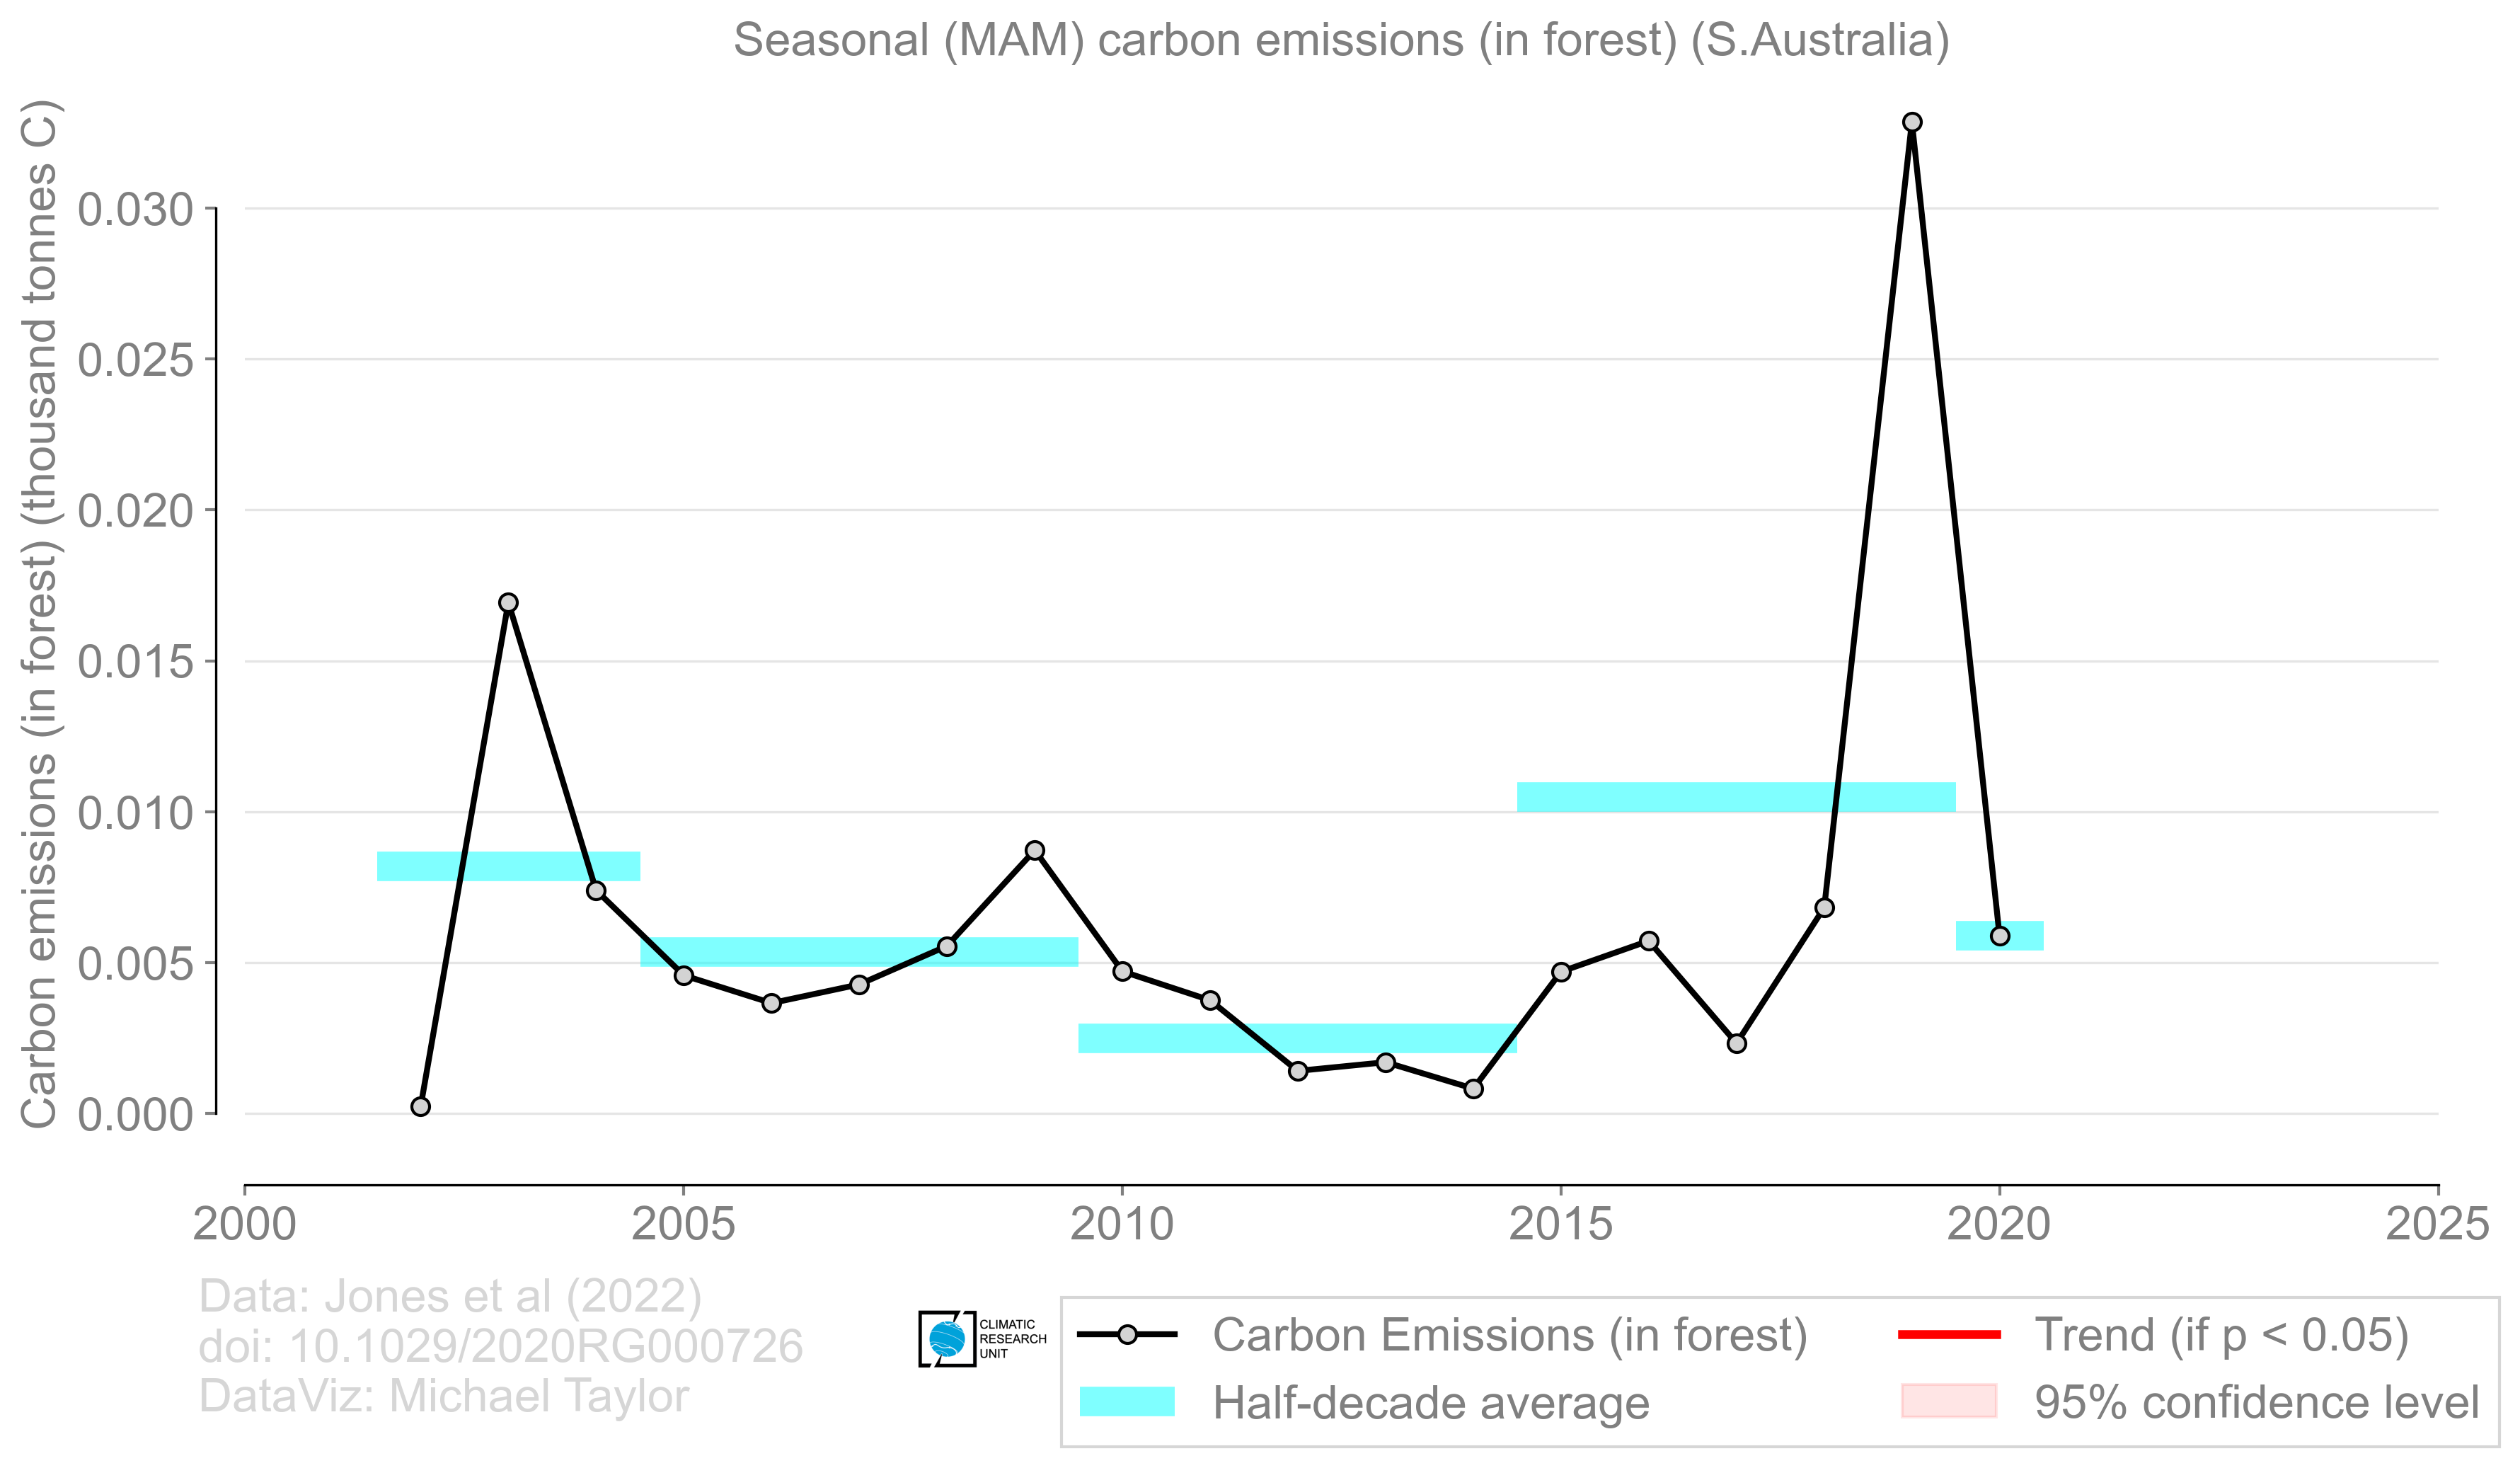 Seasonal (MAM) carbon emissions (in forest) (S.Australia)
Carbon emissions (in forest) (thousand tonnes C)
0.030
0.025
0.020
0.015
0.010
0.005
0.000
2000 2005 2010 2015 2020 2025
Data: Jones et al (2022)
doi: 10.1029/2020RG000726
DataViz: Michael Taylor
CLIMATIC
RESEARCH
UNIT
Carbon Emissions (in forest)
Half-decade average
Trend (if p < 0.05)
95% confidence level